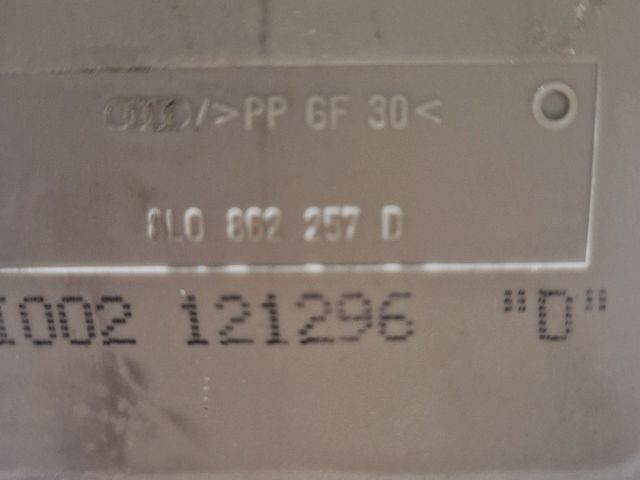 />PP GF 30<
8L0 862 257 D
1002 121296 "D"